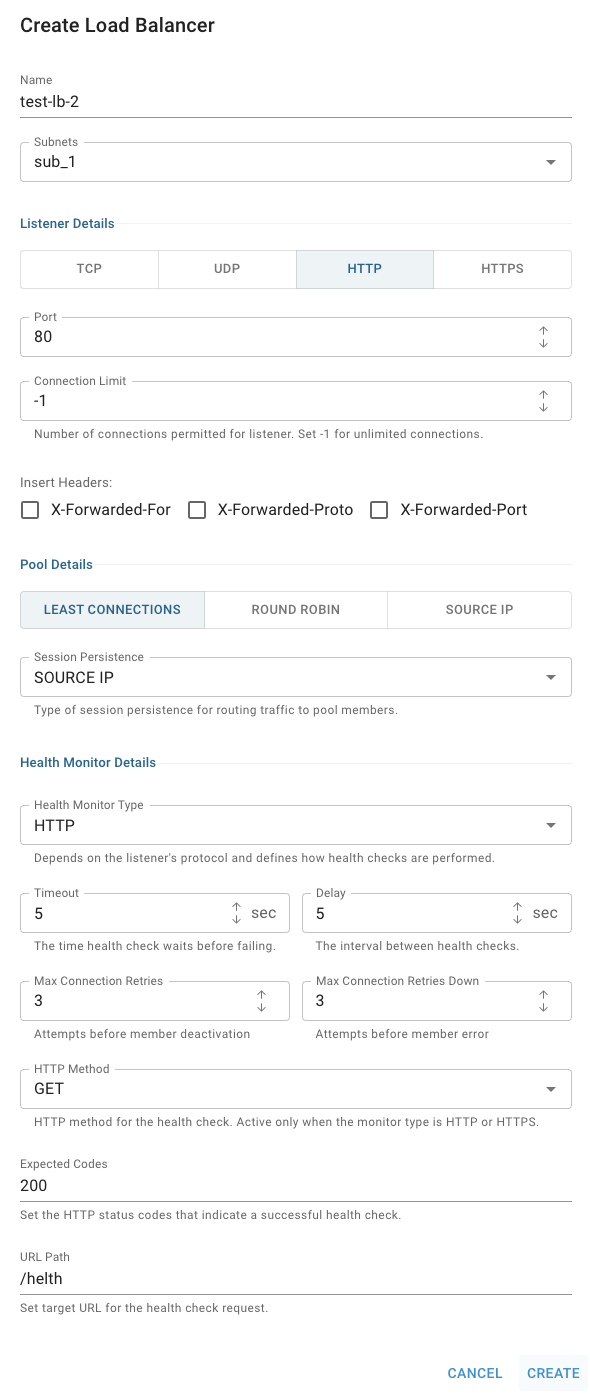 Create Load Balancer
Name
test-lb-2
Subnets
sub_1
Listener Details
TCP UDP HTTP HTTPS
Port
80
Connection Limit
-1
Number of connections permitted for listener. Set -1 for unlimited connections.
Insert Headers:
X-Forwarded-For X-Forwarded-Proto X-Forwarded-Port
Pool Details
LEAST CONNECTIONS ROUND ROBIN SOURCE IP
Session Persistence
SOURCE IP
Type of session persistence for routing traffic to pool members.
Health Monitor Details
Health Monitor Type
HTTP
Depends on the listener's protocol and defines how health checks are performed.
Timeout Delay
5 sec 5 sec
The time health check waits before failing. The interval between health checks.
Max Connection Retries Max Connection Retries Down
3 3
Attempts before member deactivation Attempts before member error
HTTP Method
GET
HTTP method for the health check. Active only when the monitor type is HTTP or HTTPS.
Expected Codes
200
Set the HTTP status codes that indicate a successful health check.
URL Path
/helth
Set target URL for the health check request.
CANCEL CREATE